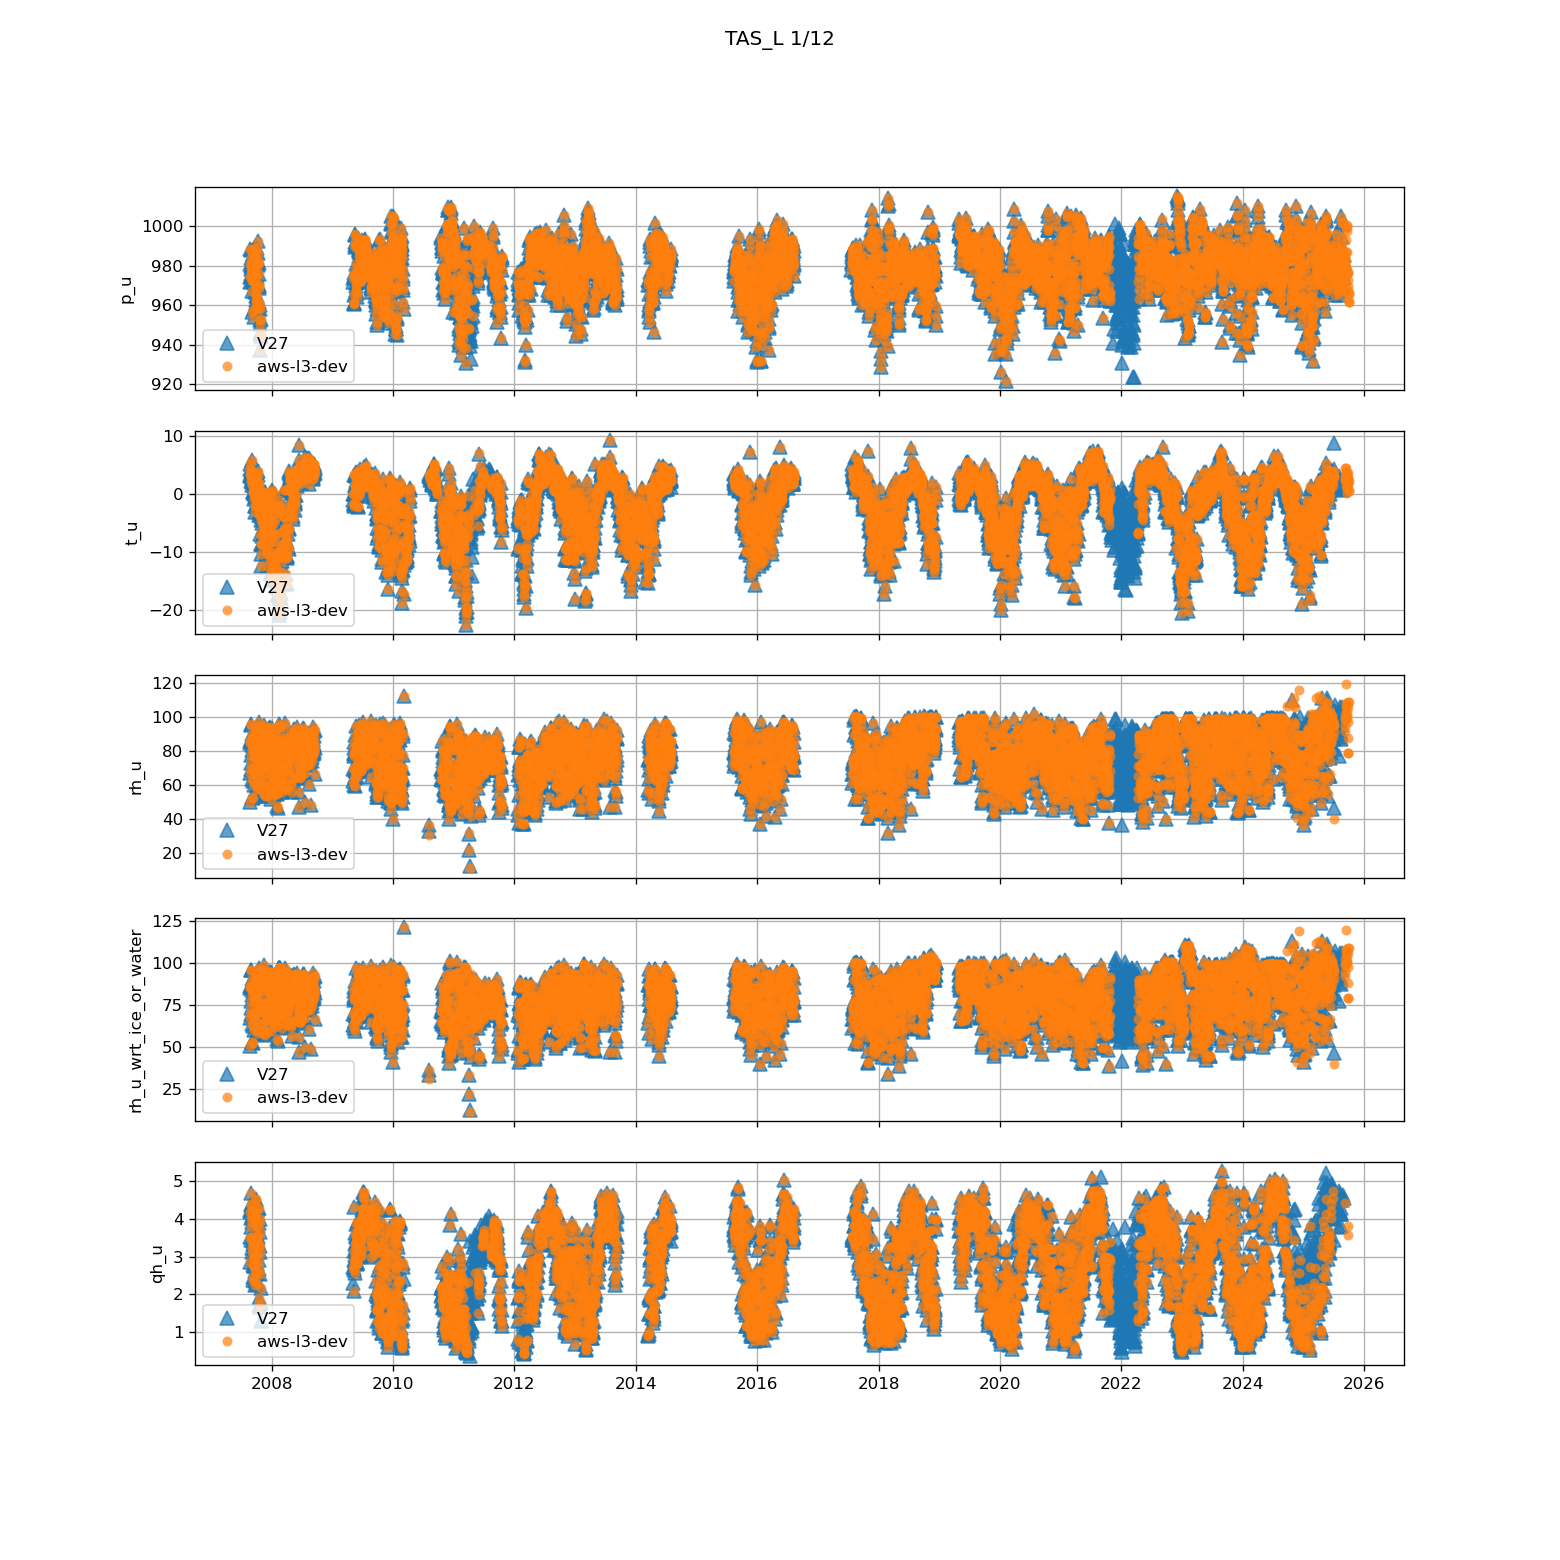 TAS_L 1/12
1000
980
960
940
920
p_u
V27
aws-l3-dev
10
0
−10
−20
t_u
V27
aws-l3-dev
120
100
80
60
40
20
rh_u
V27
aws-l3-dev
125
100
75
50
25
rh_u_wrt_ice_or_water
V27
aws-l3-dev
5
4
3
2
1
qh_u
V27
aws-l3-dev
2008 2010 2012 2014 2016 2018 2020 2022 2024 2026